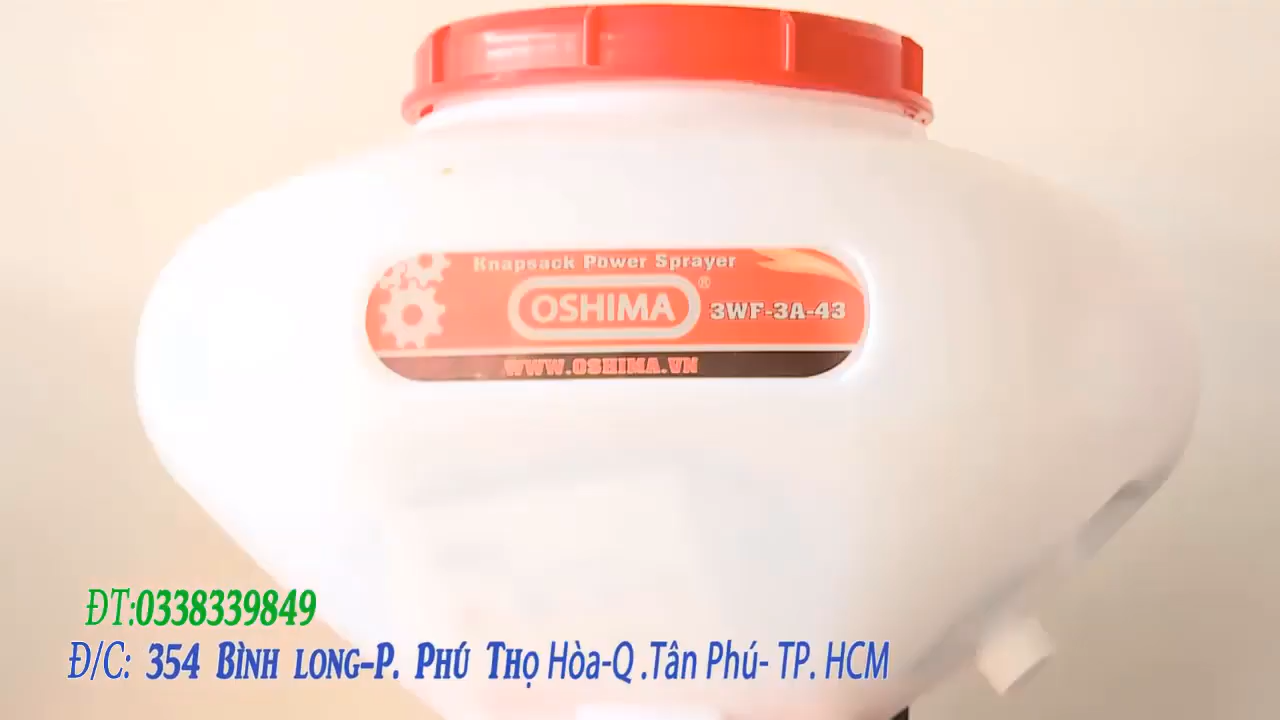 Knapsack Power Sprayer
OSHIMA® 3WF-3A-43
WWW.OSHIMA.VN
ĐT:0338339849
Đ/C: 354 BÌNH LONG-P. PHÚ THỌ Hòa-Q .Tân Phú- TP. HCM